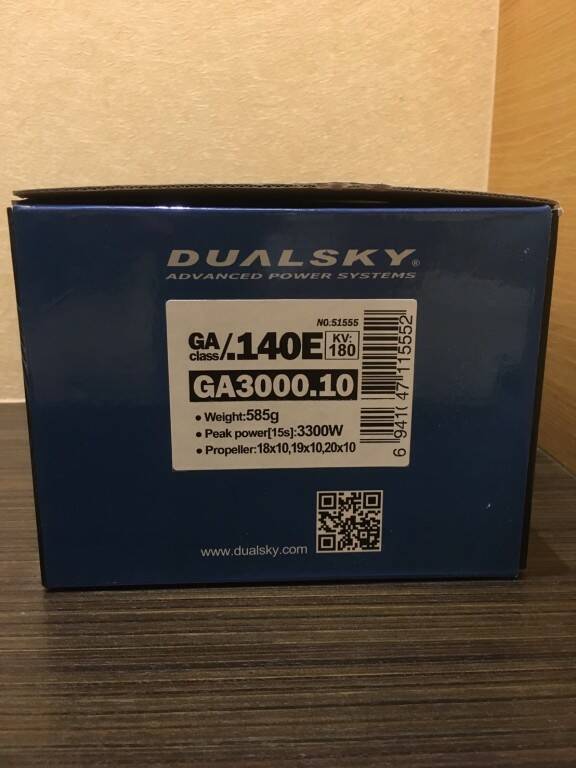 DUALSKY®
ADVANCED POWER SYSTEMS
NO:51555
GA class/.140E KV: 180
GA3000.10
• Weight:585g
• Peak power[15s]:3300W
• Propeller:18x10,19x10,20x10
6 941047 115552
www.dualsky.com